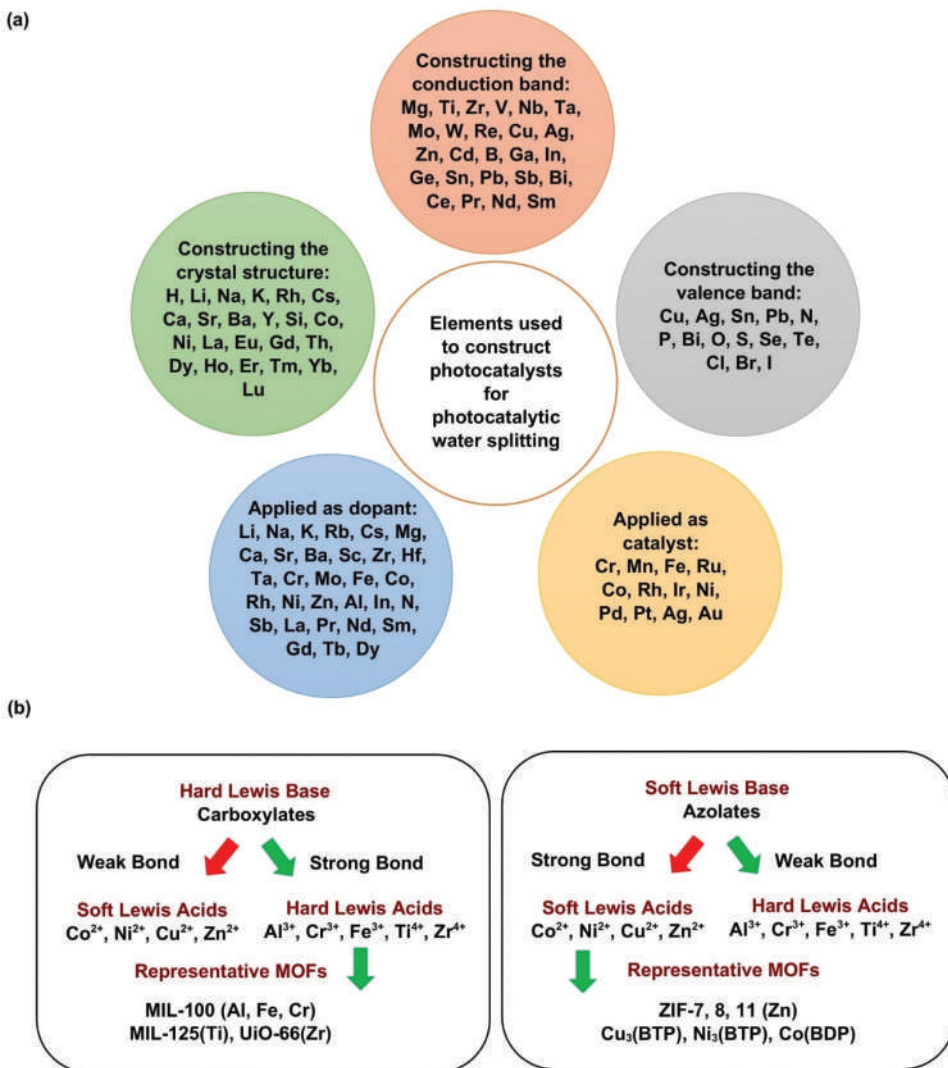 (a)
Constructing the
conduction band:
Mg, Ti, Zr, V, Nb, Ta,
Mo, W, Re, Cu, Ag,
Zn, Cd, B, Ga, In,
Ge, Sn, Pb, Sb, Bi,
Ce, Pr, Nd, Sm
Constructing the
crystal structure:
H, Li, Na, K, Rh, Cs,
Ca, Sr, Ba, Y, Si, Co,
Ni, La, Eu, Gd, Th,
Dy, Ho, Er, Tm, Yb,
Lu
Elements used
to construct
photocatalysts
for
photocatalytic
water splitting
Constructing the
valence band:
Cu, Ag, Sn, Pb, N,
P, Bi, O, S, Se, Te,
Cl, Br, I
Applied as dopant:
Li, Na, K, Rb, Cs, Mg,
Ca, Sr, Ba, Sc, Zr, Hf,
Ta, Cr, Mo, Fe, Co,
Rh, Ni, Zn, Al, In, N,
Sb, La, Pr, Nd, Sm,
Gd, Tb, Dy
Applied as
catalyst:
Cr, Mn, Fe, Ru,
Co, Rh, Ir, Ni,
Pd, Pt, Ag, Au
(b)
Hard Lewis Base
Carboxylates
Weak Bond
Strong Bond
Soft Lewis Acids
Co²⁺, Ni²⁺, Cu²⁺, Zn²⁺
Hard Lewis Acids
Al³⁺, Cr³⁺, Fe³⁺, Ti⁴⁺, Zr⁴⁺
Representative MOFs
MIL-100 (Al, Fe, Cr)
MIL-125(Ti), UiO-66(Zr)
Soft Lewis Base
Azolates
Strong Bond
Weak Bond
Soft Lewis Acids
Co²⁺, Ni²⁺, Cu²⁺, Zn²⁺
Hard Lewis Acids
Al³⁺, Cr³⁺, Fe³⁺, Ti⁴⁺, Zr⁴⁺
Representative MOFs
ZIF-7, 8, 11 (Zn)
Cu₃(BTP), Ni₃(BTP), Co(BDP)